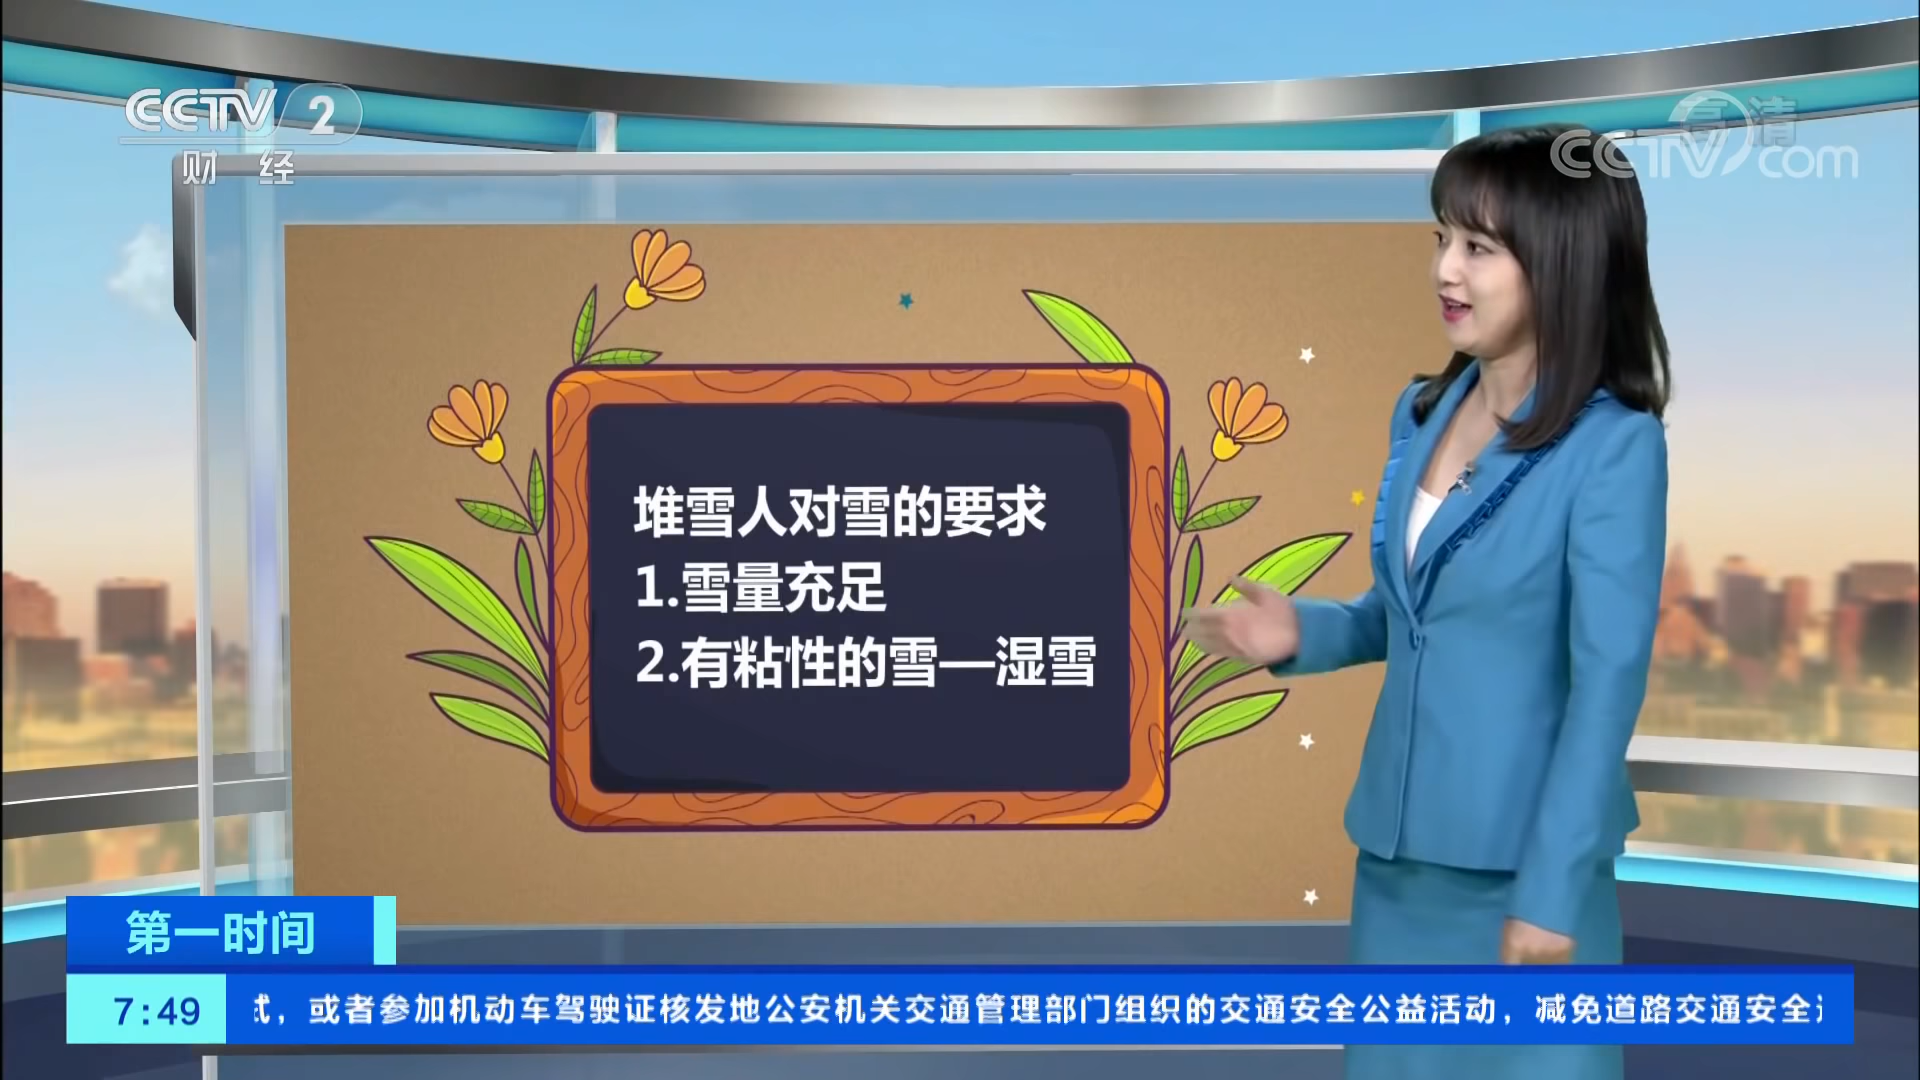 CCTV 2
财 经
高清
CCTV com
堆雪人对雪的要求
1.雪量充足
2.有粘性的雪—湿雪
第一时间
7:49
式，或者参加机动车驾驶证核发地公安机关交通管理部门组织的交通安全公益活动，减免道路交通安全